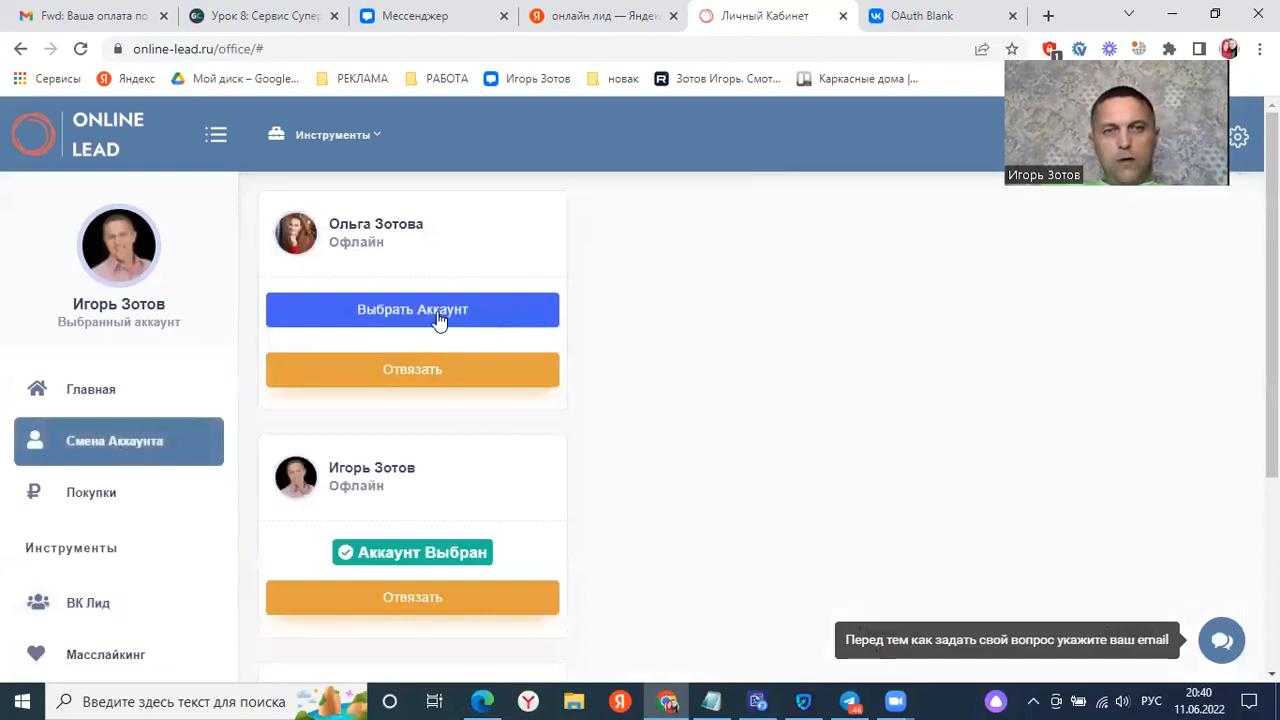 Fwd: Ваша оплата по
Урок & Сервис Супер
Мессенджер
онлайн лид — Яндекс
Личный Кабинет
OAuth Blank
online-lead.ru/office/#
1
Сервисы
Яндекс
Мой диск – Google...
РЕКЛАМА
РАБОТА
Игорь Зотов
новак
Зотов Игорь. Смот...
Каркасные дома |...
ONLINE
LEAD
Инструменты
Игорь Зотов
Игорь Зотов
Выбранный аккаунт
Главная
Смена Аккаунта
Покупки
Инструменты
ВК Лид
Масслайкинг
Ольга Зотова
Офлайн
Выбрать Аккаунт
Отвязать
Игорь Зотов
Офлайн
Аккаунт Выбран
Отвязать
Перед тем как задать свой вопрос укажите ваш email
Введите здесь текст для поиска
46
РУС
20:40
11.06.2022